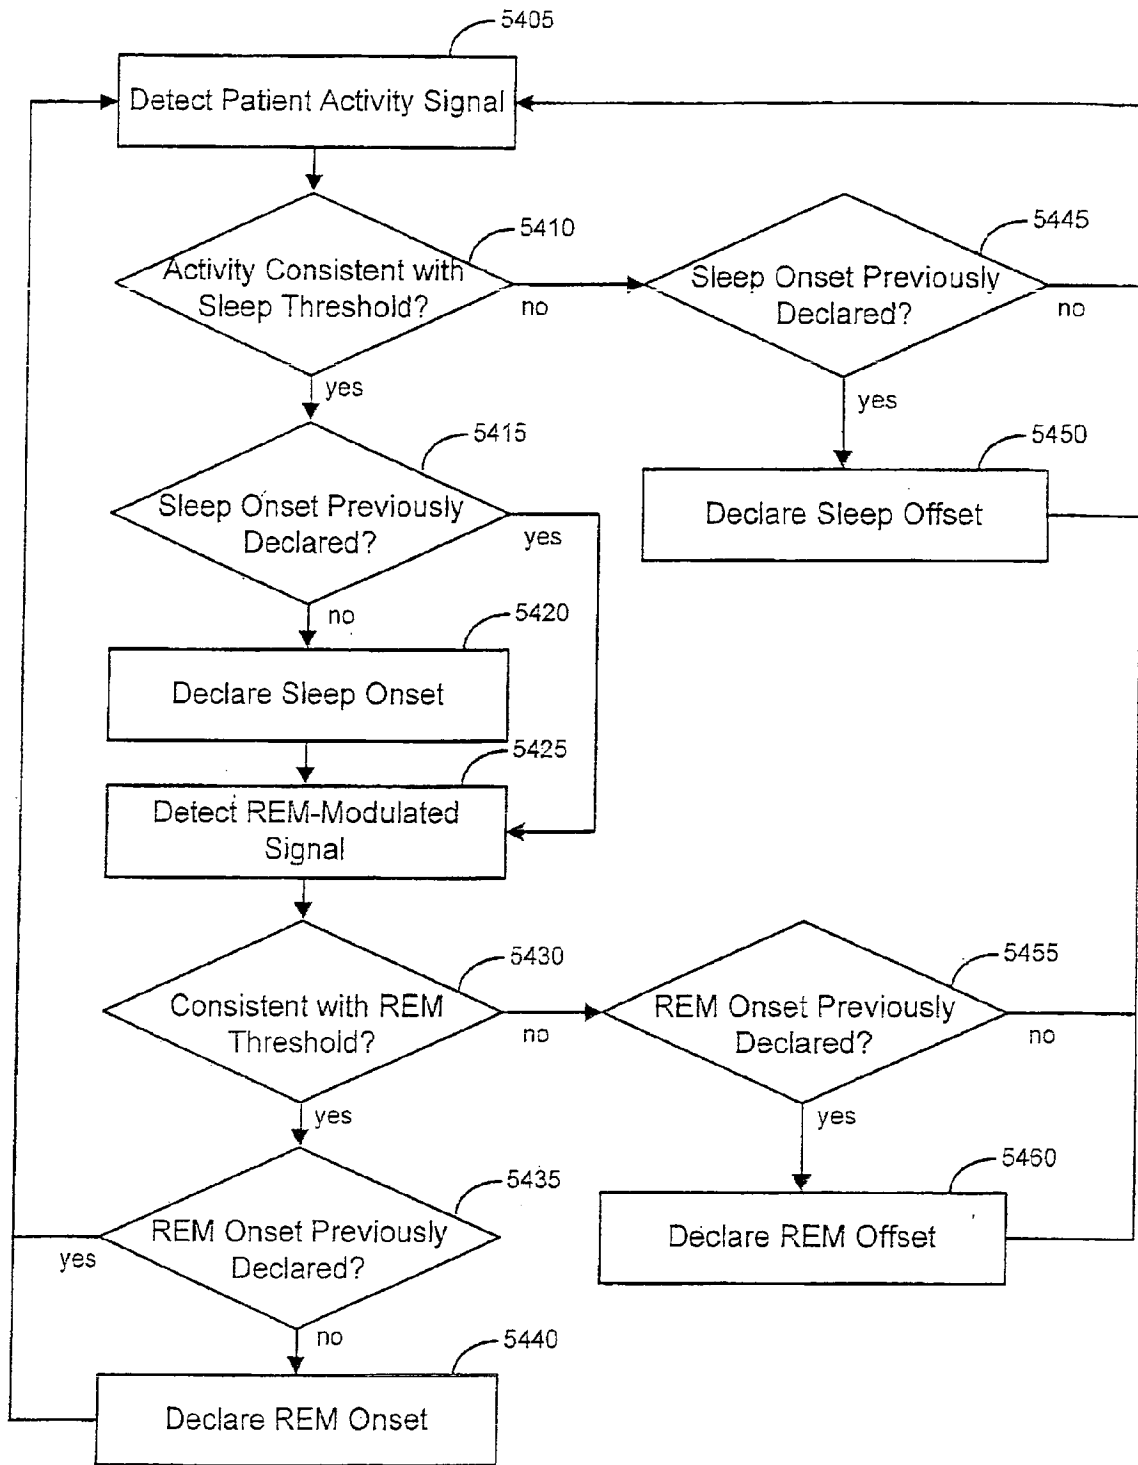 5405
Detect Patient Activity Signal
5410
Activity Consistent with
Sleep Threshold?
no
yes
5445
Sleep Onset Previously
Declared?
no
yes
5415
Sleep Onset Previously
Declared?
yes
no
5450
Declare Sleep Offset
5420
Declare Sleep Onset
5425
Detect REM-Modulated
Signal
5430
Consistent with REM
Threshold?
no
yes
5455
REM Onset Previously
Declared?
no
yes
5435
REM Onset Previously
Declared?
yes
no
5460
Declare REM Offset
5440
Declare REM Onset